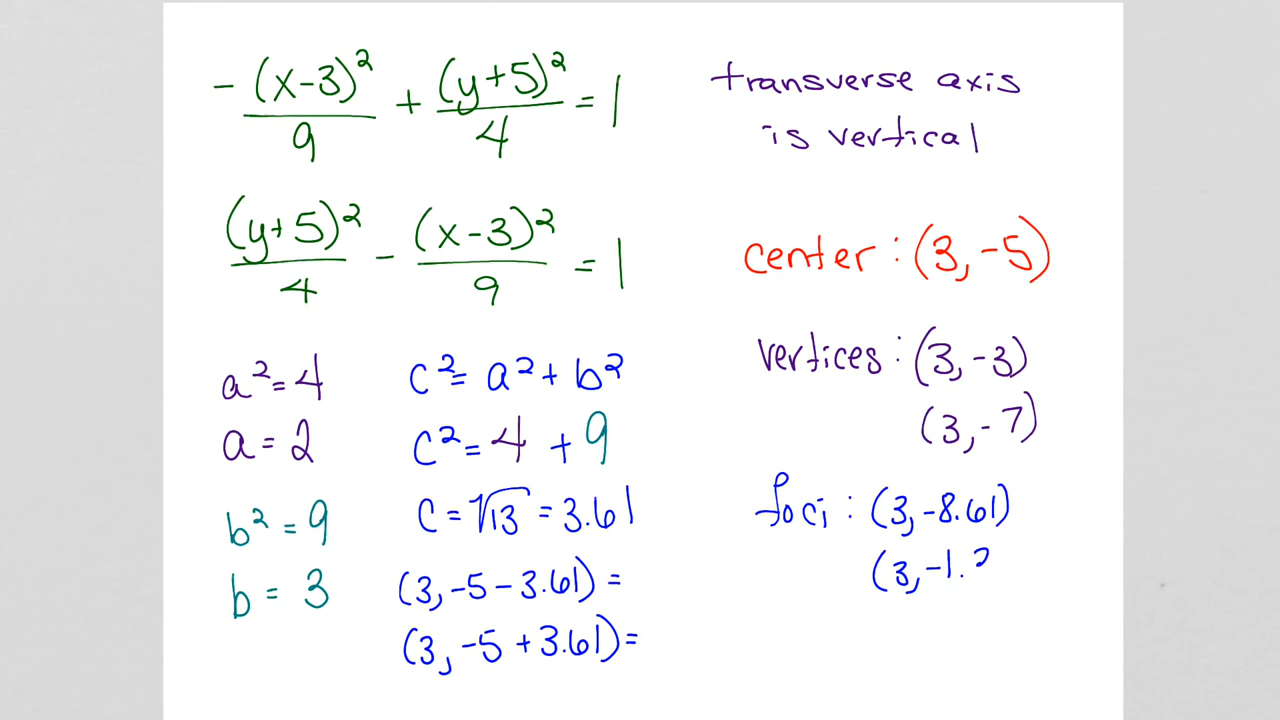 -(x-3)²/9 + (y+5)²/4 = 1
(y+5)²/4 - (x-3)²/9 = 1
a² = 4
a = 2
b² = 9
b = 3
c² = a² + b²
c² = 4 + 9
c = √13 = 3.61
(3, -5 - 3.61) =
(3, -5 + 3.61) =
transverse axis
is vertical
center : (3, -5)
vertices : (3, -3)
(3, -7)
foci : (3, -8.61)
(3, -1.